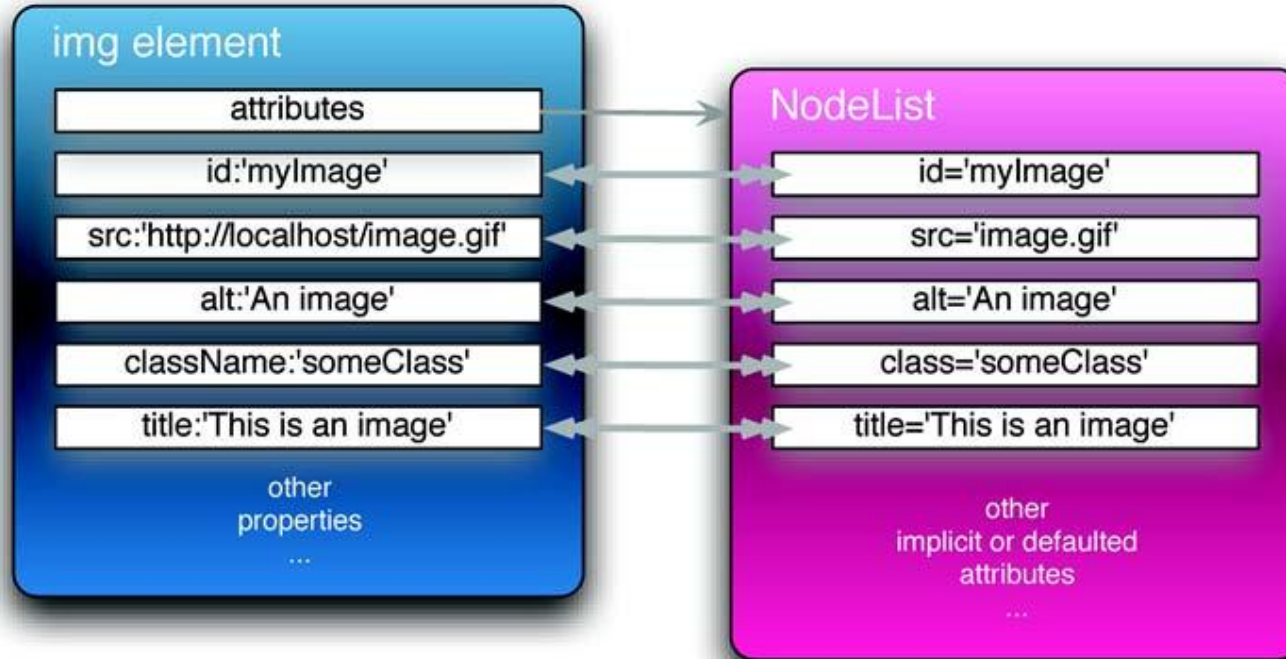 img element
attributes
id:'myImage'
src:'http://localhost/image.gif'
alt:'An image'
className:'someClass'
title:'This is an image'
other
properties
...
NodeList
id='myImage'
src='image.gif'
alt='An image'
class='someClass'
title='This is an image'
other
implicit or defaulted
attributes
...